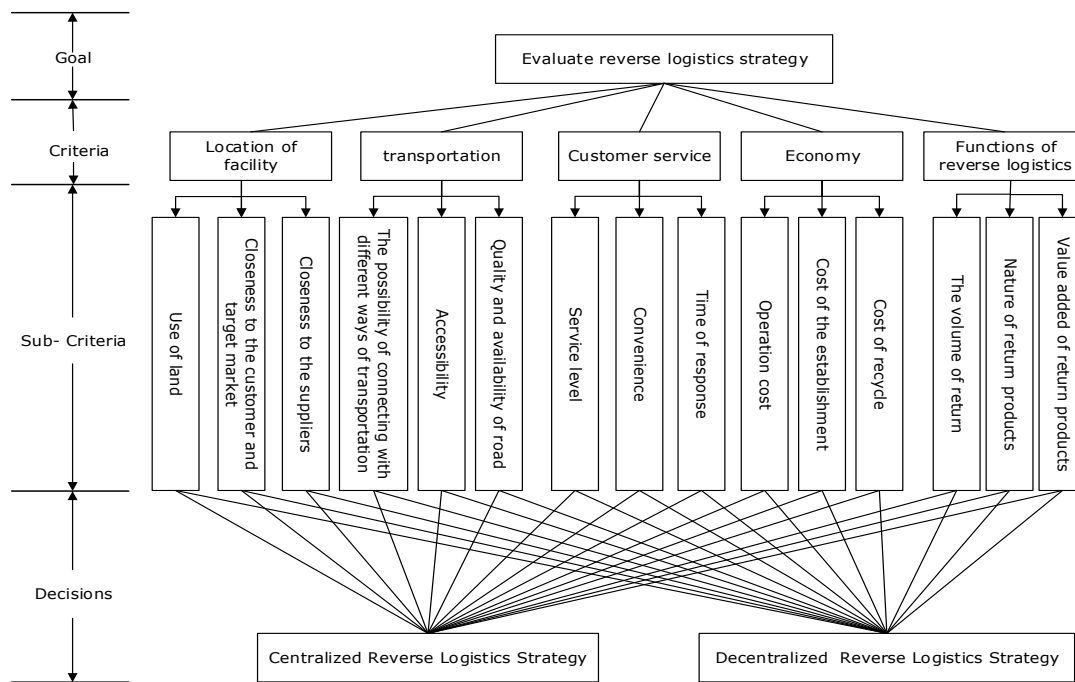 Goal
Evaluate reverse logistics strategy
Criteria
Location of
facility
transportation
Customer service
Economy
Functions of
reverse logistics
Sub- Criteria
Use of land
Closeness to the customer and
target market
Closeness to the suppliers
The possibility of connecting with
different ways of transportation
Accessibility
Quality and availability of road
Service level
Convenience
Time of response
Operation cost
Cost of the establishment
Cost of recycle
The volume of return
Nature of return products
Value added of return products
Decisions
Centralized Reverse Logistics Strategy
Decentralized Reverse Logistics Strategy